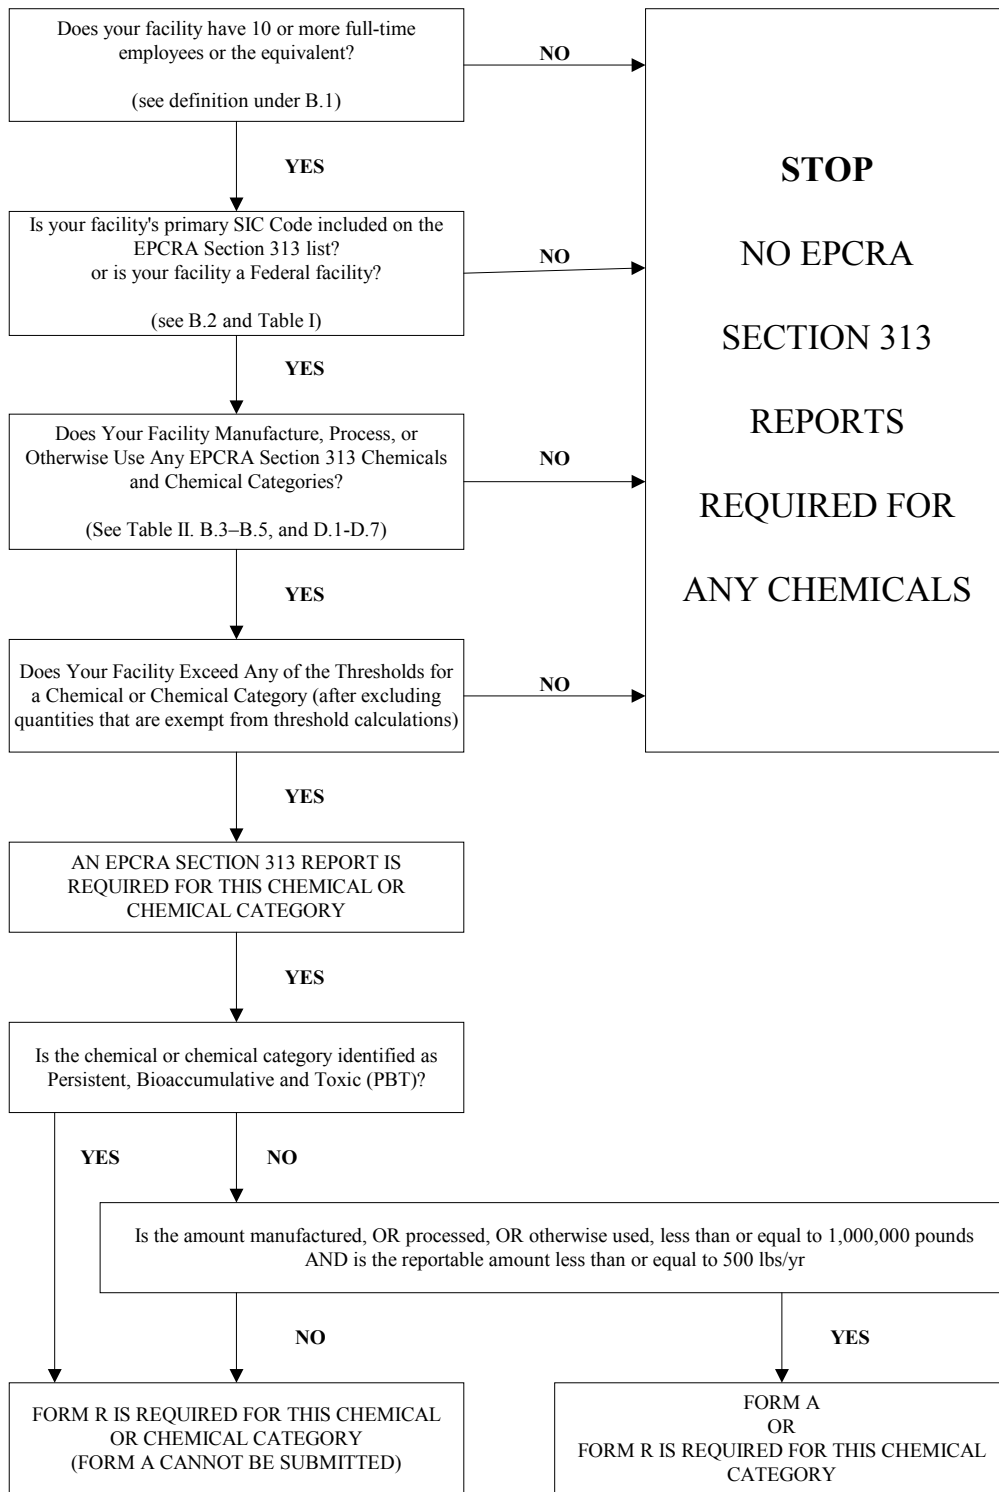 Does your facility have 10 or more full-time
employees or the equivalent?
(see definition under B.1)
NO
YES
STOP
NO EPCRA
SECTION 313
REPORTS
REQUIRED FOR
ANY CHEMICALS
Is your facility's primary SIC Code included on the
EPCRA Section 313 list?
or is your facility a Federal facility?
(see B.2 and Table I)
NO
YES
Does Your Facility Manufacture, Process, or
Otherwise Use Any EPCRA Section 313 Chemicals
and Chemical Categories?
(See Table II. B.3–B.5, and D.1-D.7)
NO
YES
Does Your Facility Exceed Any of the Thresholds for
a Chemical or Chemical Category (after excluding
quantities that are exempt from threshold calculations)
NO
YES
AN EPCRA SECTION 313 REPORT IS
REQUIRED FOR THIS CHEMICAL OR
CHEMICAL CATEGORY
YES
Is the chemical or chemical category identified as
Persistent, Bioaccumulative and Toxic (PBT)?
YES
NO
Is the amount manufactured, OR processed, OR otherwise used, less than or equal to 1,000,000 pounds
AND is the reportable amount less than or equal to 500 lbs/yr
NO
YES
FORM R IS REQUIRED FOR THIS CHEMICAL
OR CHEMICAL CATEGORY
(FORM A CANNOT BE SUBMITTED)
FORM A
OR
FORM R IS REQUIRED FOR THIS CHEMICAL
CATEGORY